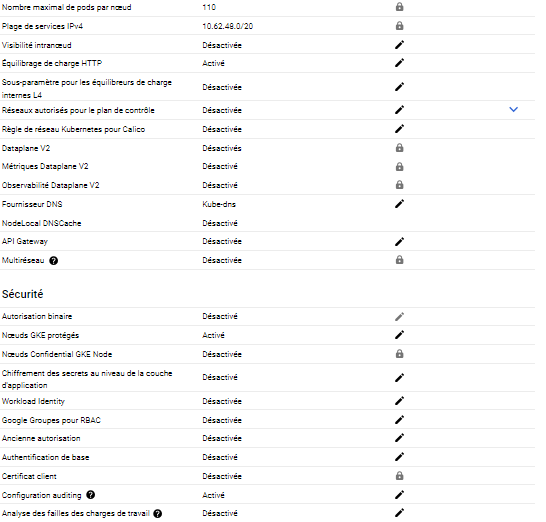 Nombre maximal de pods par nœud 110
Plage de services IPv4 10.62.48.0/20
Visibilité intranœud Désactivée
Équilibrage de charge HTTP Activé
Sous-paramètre pour les équilibreurs de charge
internes L4 Désactivée
Réseaux autorisés pour le plan de contrôle Désactivée
Règle de réseau Kubernetes pour Calico Désactivée
Dataplane V2 Désactivés
Métriques Dataplane V2 Désactivé
Observabilité Dataplane V2 Désactivé
Fournisseur DNS Kube-dns
NodeLocal DNSCache Désactivé
API Gateway Désactivée
Multiréseau ? Désactivée
Sécurité
Autorisation binaire Désactivé
Nœuds GKE protégés Activé
Nœuds Confidential GKE Node Désactivée
Chiffrement des secrets au niveau de la couche
d'application Désactivé
Workload Identity Désactivée
Google Groupes pour RBAC Désactivée
Ancienne autorisation Désactivée
Authentification de base Désactivé
Certificat client Désactivée
Configuration auditing ? Activé
Analyse des failles des charges de travail ? Désactivé